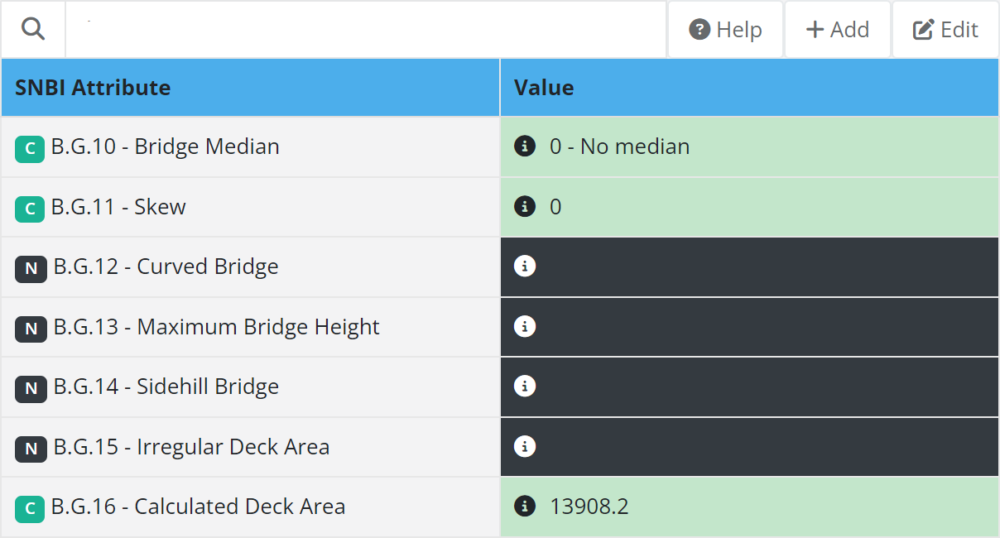 Help Add Edit
SNBI Attribute Value
C B.G.10 - Bridge Median 0 - No median
C B.G.11 - Skew 0
N B.G.12 - Curved Bridge
N B.G.13 - Maximum Bridge Height
N B.G.14 - Sidehill Bridge
N B.G.15 - Irregular Deck Area
C B.G.16 - Calculated Deck Area 13908.2